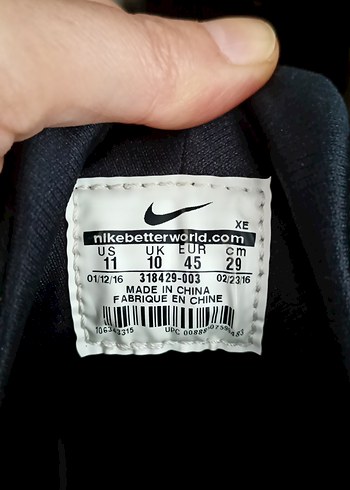 XE
nikebetterworld.com
US UK EUR cm
11 10 45 29
01/12/16 318429-003 02/23/16
MADE IN CHINA
FABRIQUE EN CHINE
UPC